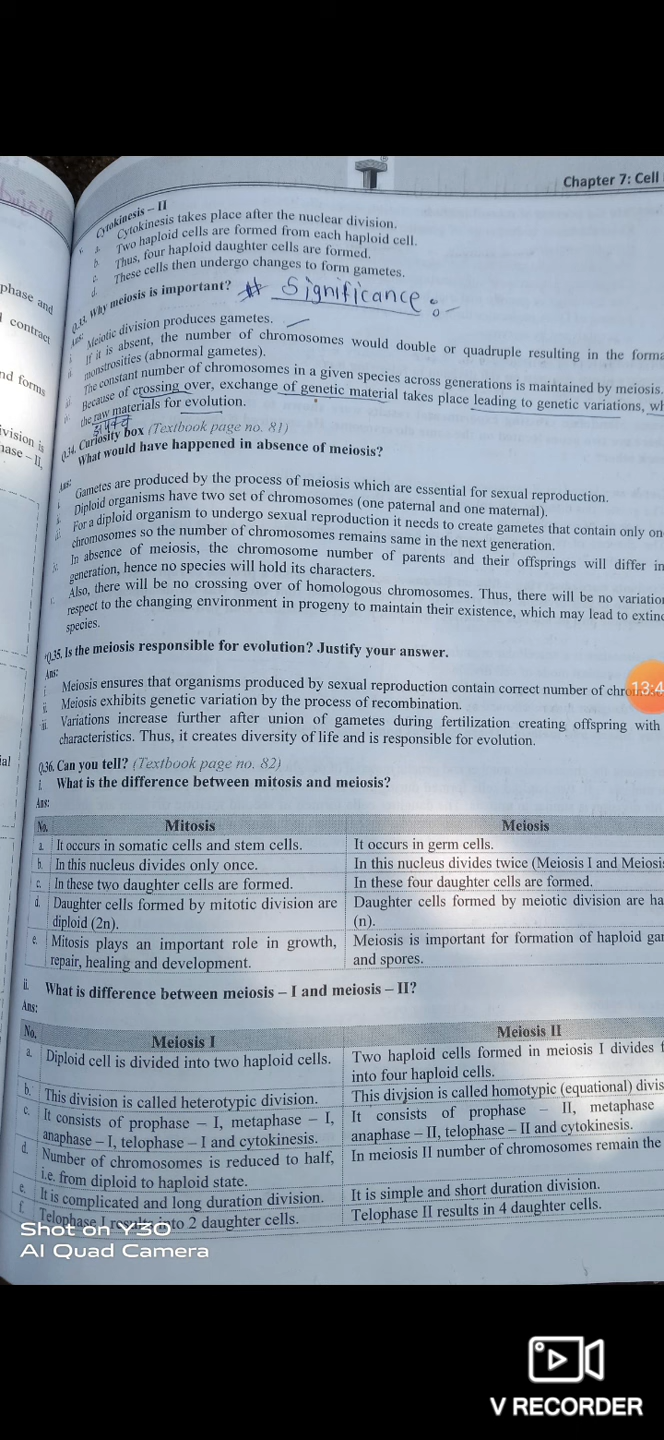 Chapter 7: Cell
Cytokinesis – II
a. Cytokinesis takes place after the nuclear division.
b. Two haploid cells are formed from each haploid cell.
c. Thus, four haploid daughter cells are formed.
d. These cells then undergo changes to form gametes.
Q.33. Why meiosis is important? # Significance :-
Ans:
Meiotic division produces gametes.
If it is absent, the number of chromosomes would double or quadruple resulting in the forma
monstrosities (abnormal gametes).
The constant number of chromosomes in a given species across generations is maintained by meiosis.
Because of crossing over, exchange of genetic material takes place leading to genetic variations, wh
the raw materials for evolution.
Q.34. Curiosity box (Textbook page no. 81)
What would have happened in absence of meiosis?
Ans:
Gametes are produced by the process of meiosis which are essential for sexual reproduction.
Diploid organisms have two set of chromosomes (one paternal and one maternal).
For a diploid organism to undergo sexual reproduction it needs to create gametes that contain only on
chromosomes so the number of chromosomes remains same in the next generation.
In absence of meiosis, the chromosome number of parents and their offsprings will differ in
generation, hence no species will hold its characters.
Also, there will be no crossing over of homologous chromosomes. Thus, there will be no variation
respect to the changing environment in progeny to maintain their existence, which may lead to extinc
species.
*Q.35. Is the meiosis responsible for evolution? Justify your answer.
Ans:
i. Meiosis ensures that organisms produced by sexual reproduction contain correct number of chro
13:4
ii. Meiosis exhibits genetic variation by the process of recombination.
Variations increase further after union of gametes during fertilization creating offspring with
characteristics. Thus, it creates diversity of life and is responsible for evolution.
Q.36. Can you tell? (Textbook page no. 82)
i. What is the difference between mitosis and meiosis?
Ans:
No. Mitosis Meiosis
a. It occurs in somatic cells and stem cells. It occurs in germ cells.
b. In this nucleus divides only once. In this nucleus divides twice (Meiosis I and Meiosi
c. In these two daughter cells are formed. In these four daughter cells are formed.
d. Daughter cells formed by mitotic division are Daughter cells formed by meiotic division are ha
diploid (2n). (n).
e. Mitosis plays an important role in growth, Meiosis is important for formation of haploid gar
repair, healing and development. and spores.
ii. What is difference between meiosis – I and meiosis – II?
Ans:
No. Meiosis I Meiosis II
a. Diploid cell is divided into two haploid cells. Two haploid cells formed in meiosis I divides
into four haploid cells.
b. This division is called heterotypic division. This division is called homotypic (equational) divis
c. It consists of prophase – I, metaphase – I, It consists of prophase – II, metaphase
anaphase – I, telophase – I and cytokinesis. anaphase – II, telophase – II and cytokinesis.
d. Number of chromosomes is reduced to half, In meiosis II number of chromosomes remain the
i.e. from diploid to haploid state.
e. It is complicated and long duration division. It is simple and short duration division.
f. Telophase I results into 2 daughter cells. Telophase II results in 4 daughter cells.
phase and
contract
nd forms
ivision is
hase – II,
ial
Shot on Y30
AI Quad Camera
V RECORDER